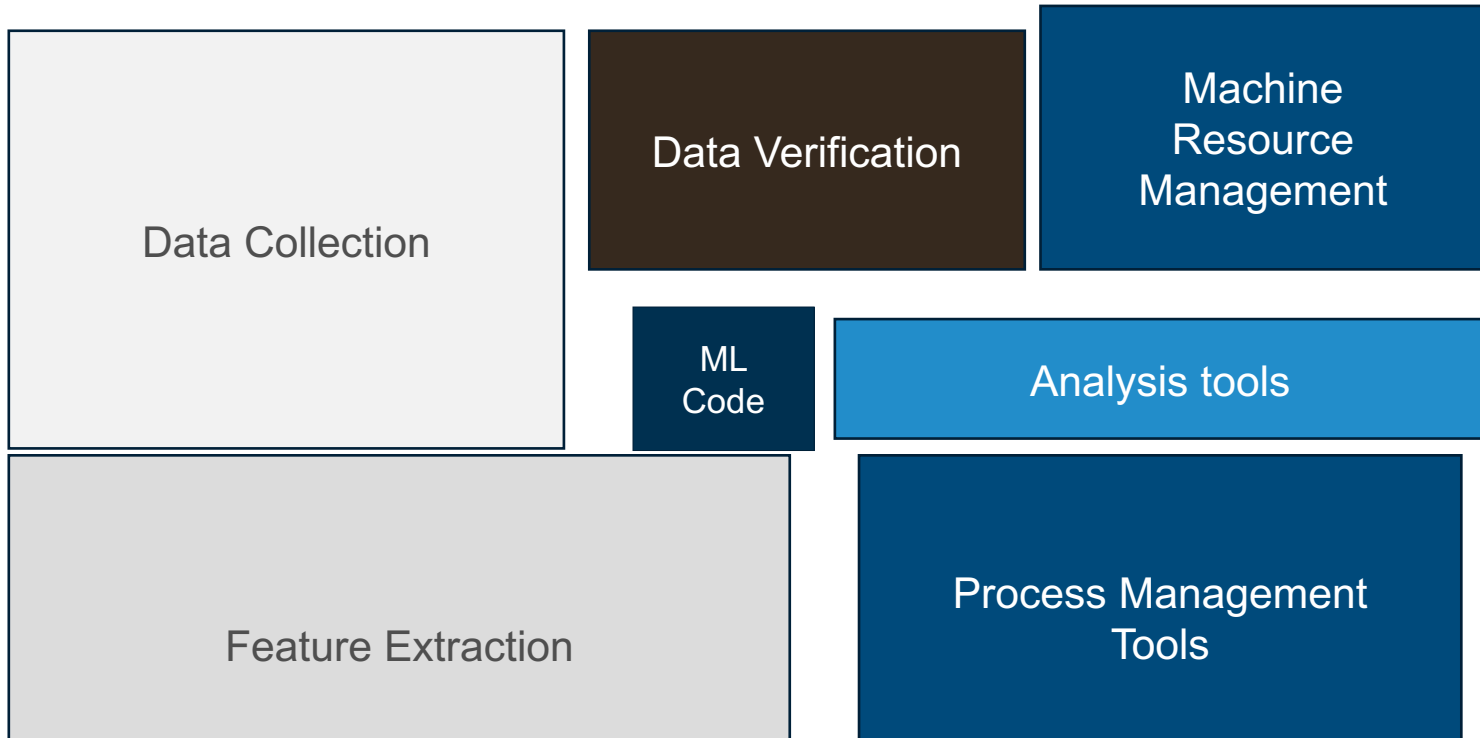 Data Collection
Data Verification
Machine
Resource
Management
ML
Code
Analysis tools
Feature Extraction
Process Management
Tools